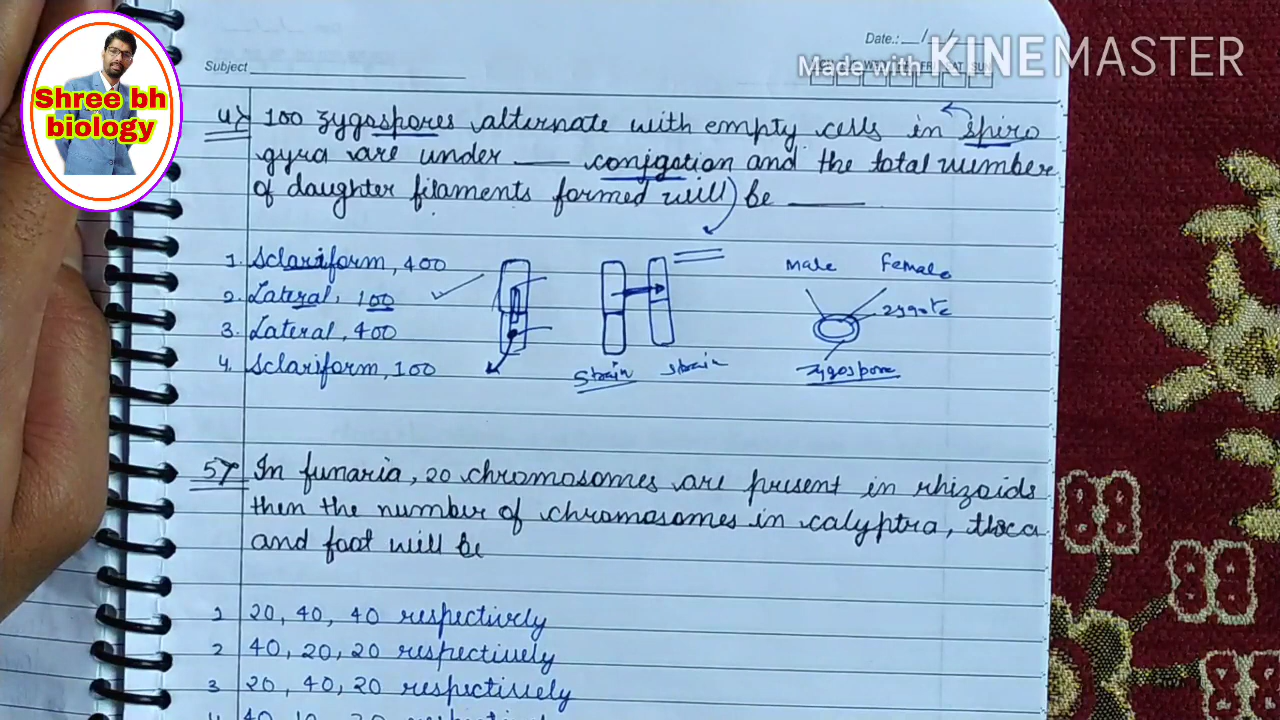 Shree bh
biology
Subject
Date.: / /
Made with KINEMASTER
4) 100 zygospores alternate with empty cells in spiro
gyra are under ___ conjgation and the total number
of daughter filaments formed will be ___
1. Sclariform, 400
2. Lateral, 100
3. Lateral, 400
4. Sclariform, 100
strain strain
Male Female
zygote
zygospore
5) In funaria, 20 chromosomes are present in rhizoids
then the number of chromosomes in calyptra,
and foot will be
1 20, 40, 40 respectively
2 40, 20, 20 respectively
3 20, 40, 20 respectively